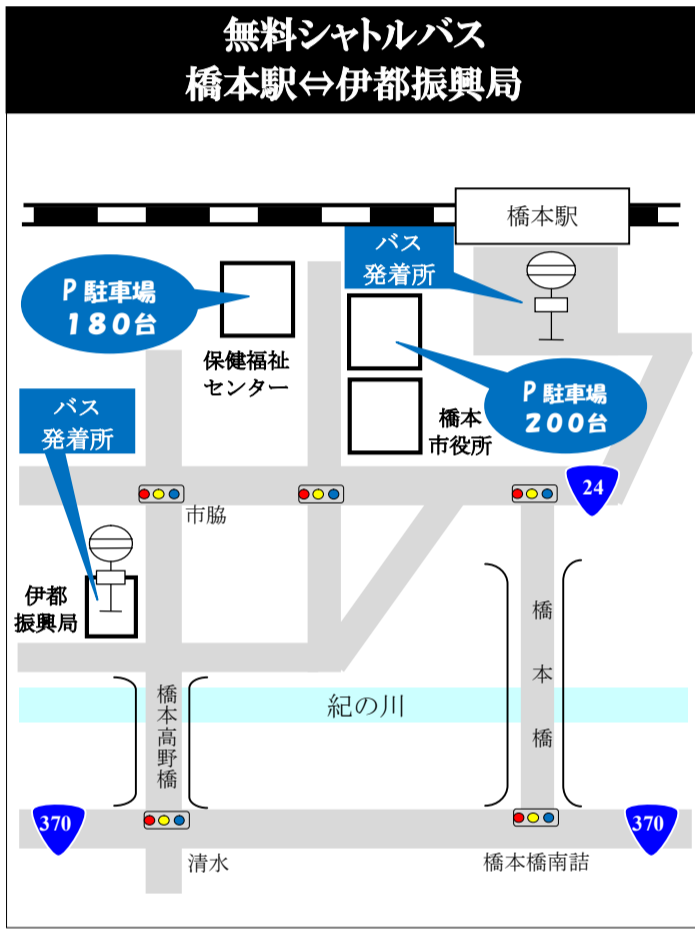 無料シャトルバス
橋本駅⇔伊都振興局
橋本駅
バス
発着所
P 駐車場
180台
保健福祉
センター
P 駐車場
200台
橋本
市役所
バス
発着所
24
市脇
伊都
振興局
橋本橋
橋本高野橋
紀の川
370
370
清水
橋本橋南詰